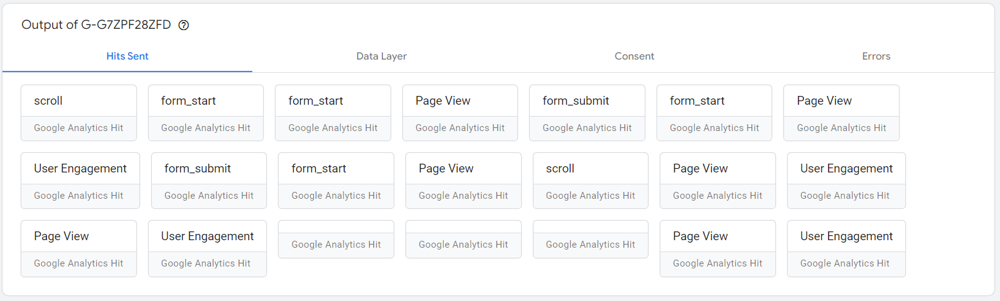 Output of G-G7ZPF28ZFD
Hits Sent Data Layer Consent Errors
scroll form_start form_start Page View form_submit form_start Page View
Google Analytics Hit Google Analytics Hit Google Analytics Hit Google Analytics Hit Google Analytics Hit Google Analytics Hit Google Analytics Hit
User Engagement form_submit form_start Page View scroll Page View User Engagement
Google Analytics Hit Google Analytics Hit Google Analytics Hit Google Analytics Hit Google Analytics Hit Google Analytics Hit Google Analytics Hit
Page View User Engagement Page View User Engagement
Google Analytics Hit Google Analytics Hit Google Analytics Hit Google Analytics Hit Google Analytics Hit Google Analytics Hit Google Analytics Hit